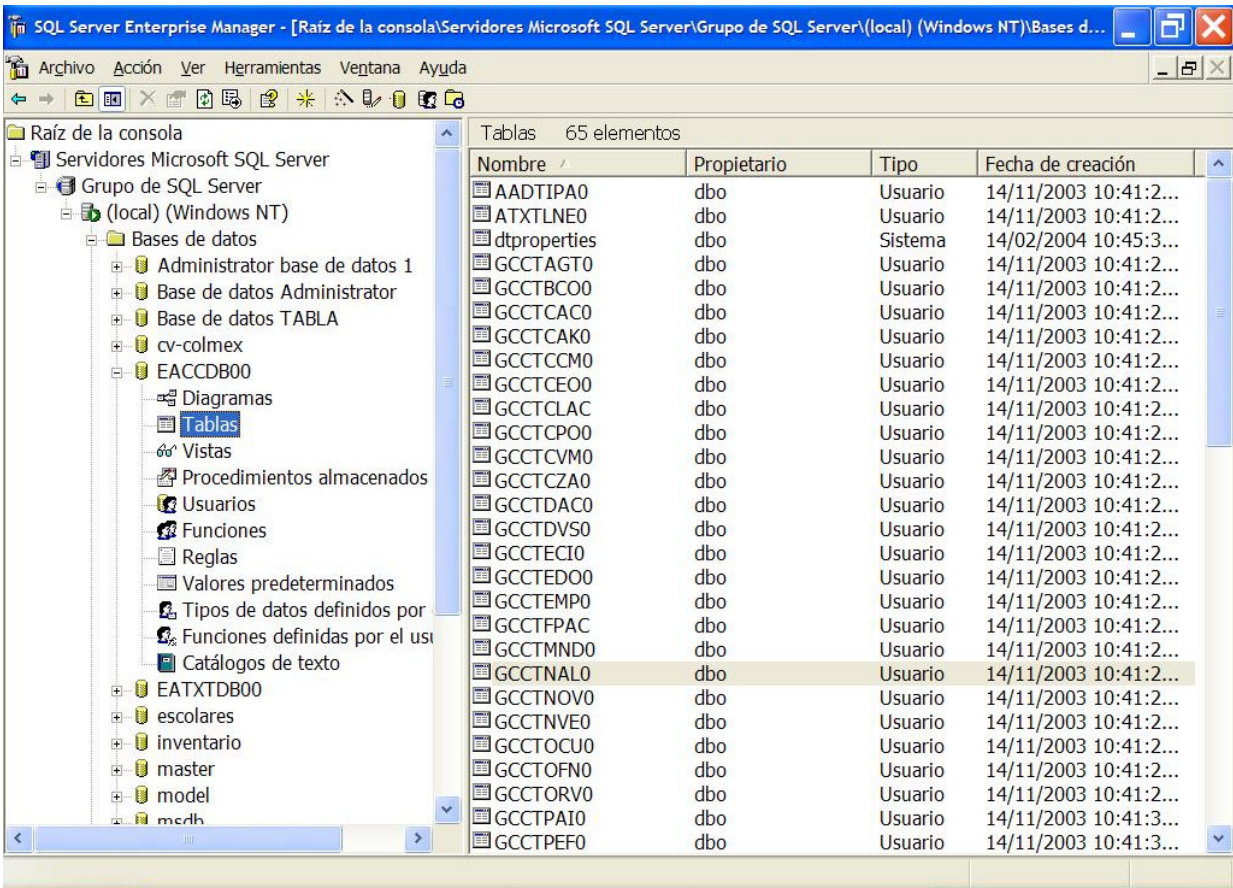 SQL Server Enterprise Manager - [Raíz de la consola\Servidores Microsoft SQL Server\Grupo de SQL Server\(local) (Windows NT)\Bases d...
Archivo Acción Ver Herramientas Ventana Ayuda
Raíz de la consola
Servidores Microsoft SQL Server
Grupo de SQL Server
(local) (Windows NT)
Bases de datos
Administrator base de datos 1
Base de datos Administrator
Base de datos TABLA
cv-colmex
EACCDB00
Diagramas
Tablas
Vistas
Procedimientos almacenados
Usuarios
Funciones
Reglas
Valores predeterminados
Tipos de datos definidos por
Funciones definidas por el usu
Catálogos de texto
EATXTDB00
escolares
inventario
master
model
msdb
Tablas 65 elementos
Nombre Propietario Tipo Fecha de creación
AADTIPA0 dbo Usuario 14/11/2003 10:41:2...
ATXTLNE0 dbo Usuario 14/11/2003 10:41:2...
dtproperties dbo Sistema 14/02/2004 10:45:3...
GCCTAGT0 dbo Usuario 14/11/2003 10:41:2...
GCCTBCO0 dbo Usuario 14/11/2003 10:41:2...
GCCTCAC0 dbo Usuario 14/11/2003 10:41:2...
GCCTCAK0 dbo Usuario 14/11/2003 10:41:2...
GCCTCCM0 dbo Usuario 14/11/2003 10:41:2...
GCCTCEO0 dbo Usuario 14/11/2003 10:41:2...
GCCTCLAC dbo Usuario 14/11/2003 10:41:2...
GCCTCPO0 dbo Usuario 14/11/2003 10:41:2...
GCCTCVM0 dbo Usuario 14/11/2003 10:41:2...
GCCTCZA0 dbo Usuario 14/11/2003 10:41:2...
GCCTDAC0 dbo Usuario 14/11/2003 10:41:2...
GCCTDVS0 dbo Usuario 14/11/2003 10:41:2...
GCCTECI0 dbo Usuario 14/11/2003 10:41:2...
GCCTEDO0 dbo Usuario 14/11/2003 10:41:2...
GCCTEMP0 dbo Usuario 14/11/2003 10:41:2...
GCCTFPAC dbo Usuario 14/11/2003 10:41:2...
GCCTMND0 dbo Usuario 14/11/2003 10:41:2...
GCCTNAL0 dbo Usuario 14/11/2003 10:41:2...
GCCTNOV0 dbo Usuario 14/11/2003 10:41:2...
GCCTNVE0 dbo Usuario 14/11/2003 10:41:2...
GCCTOCU0 dbo Usuario 14/11/2003 10:41:2...
GCCTOFN0 dbo Usuario 14/11/2003 10:41:2...
GCCTORV0 dbo Usuario 14/11/2003 10:41:2...
GCCTPAI0 dbo Usuario 14/11/2003 10:41:3...
GCCTPEF0 dbo Usuario 14/11/2003 10:41:3...